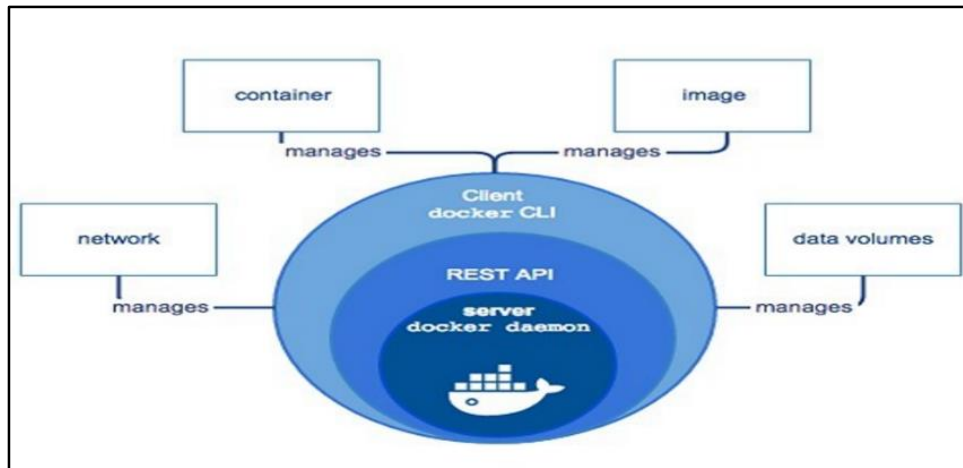 container
image
manages
manages
Client
docker CLI
network
data volumes
REST API
manages
server
manages
docker daemon